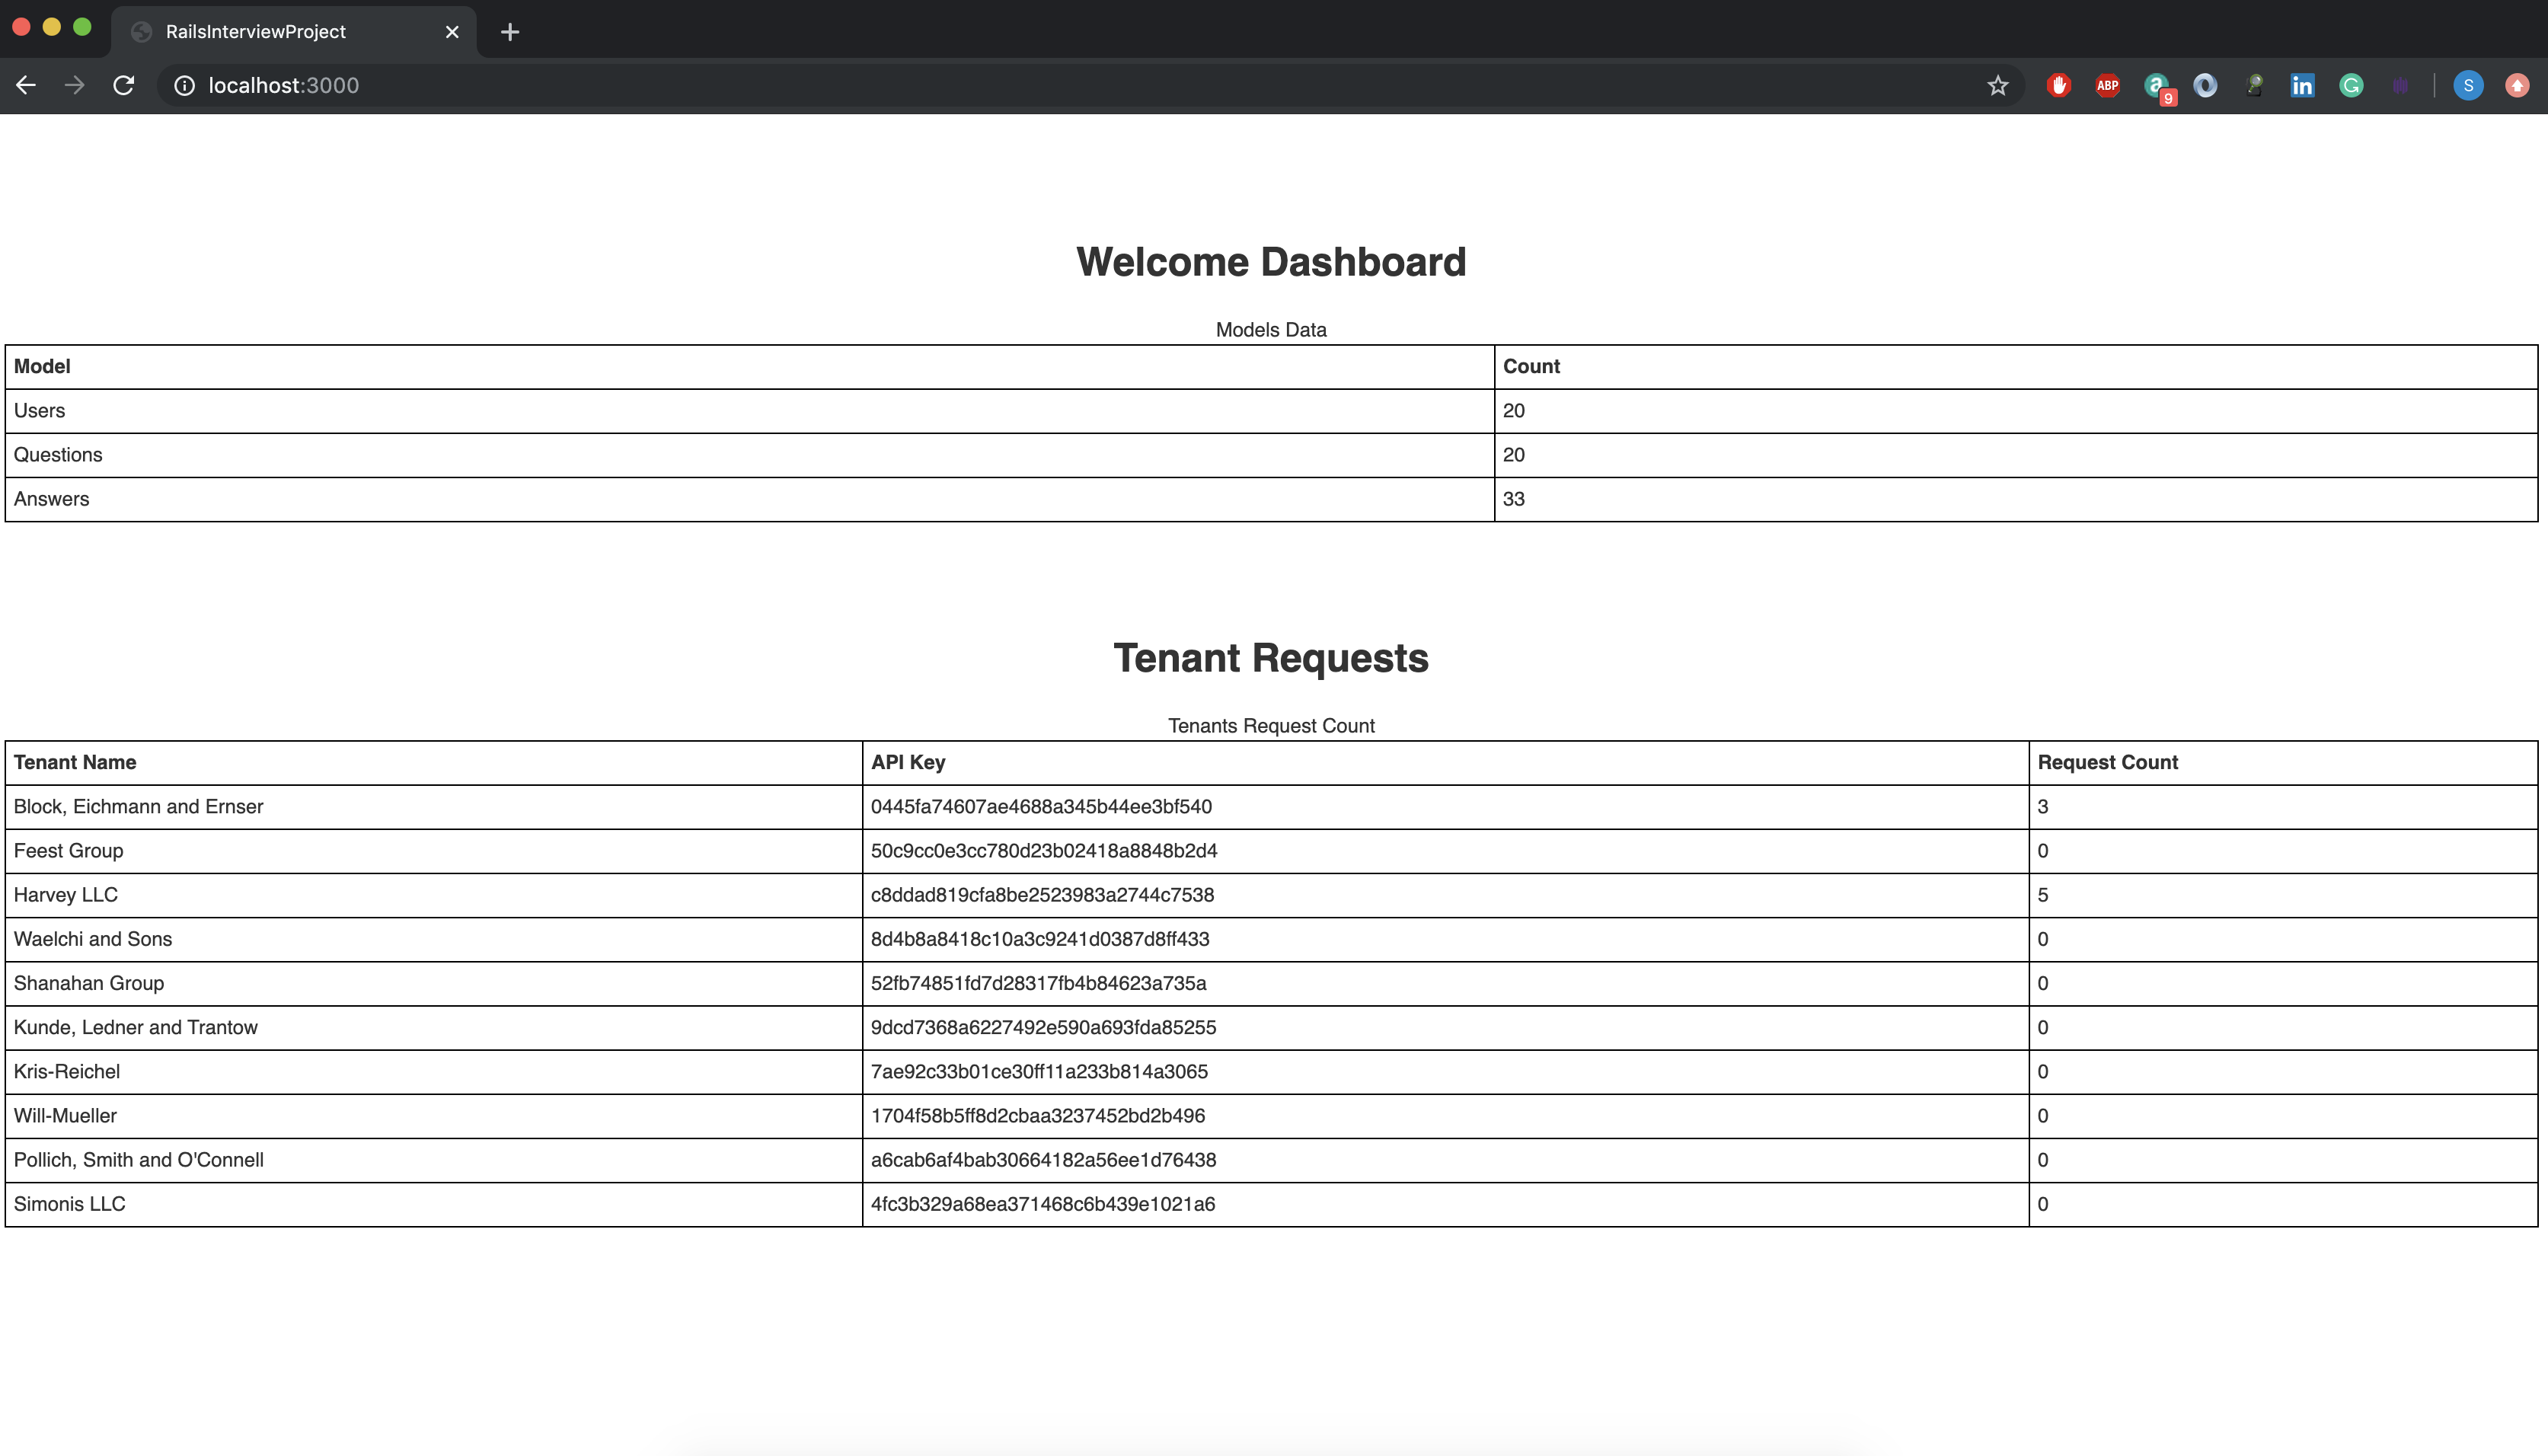 RailsInterviewProject
localhost:3000
ABP
a
9
in
G
S
Welcome Dashboard
Models Data
Model Count
Users 20
Questions 20
Answers 33
Tenant Requests
Tenants Request Count
Tenant Name API Key Request Count
Block, Eichmann and Ernser 0445fa74607ae4688a345b44ee3bf540 3
Feest Group 50c9cc0e3cc780d23b02418a8848b2d4 0
Harvey LLC c8ddad819cfa8be2523983a2744c7538 5
Waelchi and Sons 8d4b8a8418c10a3c9241d0387d8ff433 0
Shanahan Group 52fb74851fd7d28317fb4b84623a735a 0
Kunde, Ledner and Trantow 9dcd7368a6227492e590a693fda85255 0
Kris-Reichel 7ae92c33b01ce30ff11a233b814a3065 0
Will-Mueller 1704f58b5ff8d2cbaa3237452bd2b496 0
Pollich, Smith and O'Connell a6cab6af4bab30664182a56ee1d76438 0
Simonis LLC 4fc3b329a68ea371468c6b439e1021a6 0